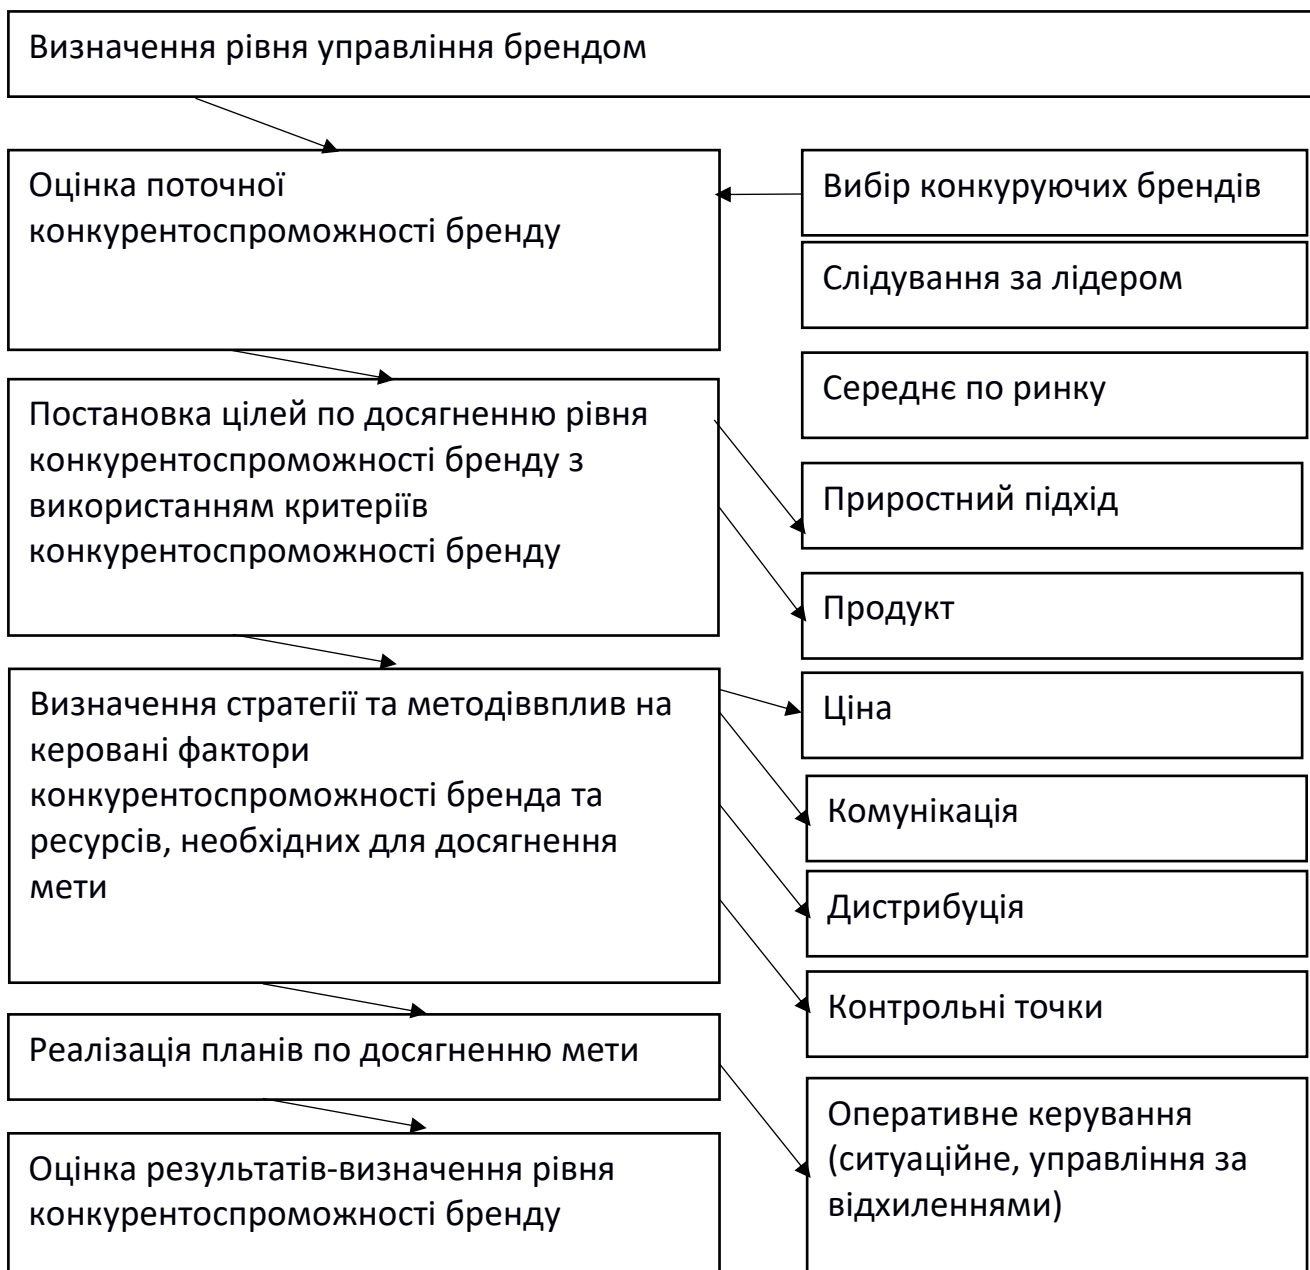 Визначення рівня управління брендом
Оцінка поточної
конкурентоспроможності бренду
Вибір конкуруючих брендів
Слідування за лідером
Середнє по ринку
Постановка цілей по досягненню рівня
конкурентоспроможності бренду з
використанням критеріїв
конкурентоспроможності бренду
Приростний підхід
Продукт
Визначення стратегії та методіввплив на
керовані фактори
конкурентоспроможності бренда та
ресурсів, необхідних для досягнення
мети
Ціна
Комунікація
Дистрибуція
Контрольні точки
Реалізація планів по досягненню мети
Оперативне керування
(ситуаційне, управління за
відхиленнями)
Оцінка результатів-визначення рівня
конкурентоспроможності бренду